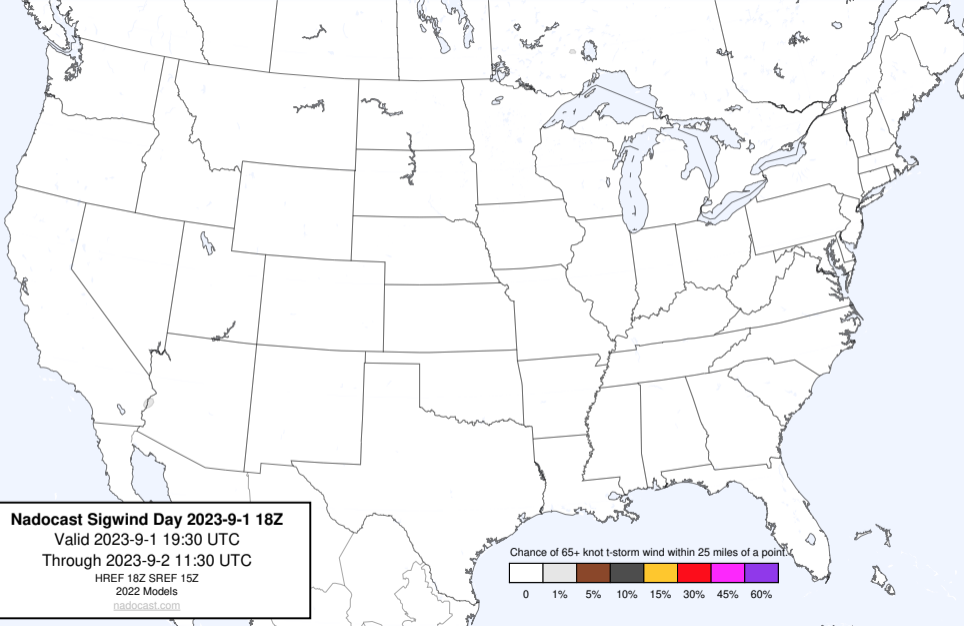 Nadocast Sigwind Day 2023-9-1 18Z
Valid 2023-9-1 19:30 UTC
Through 2023-9-2 11:30 UTC
HREF 18Z SREF 15Z
2022 Models
nadocast.com
Chance of 65+ knot t-storm wind within 25 miles of a point.
0 1% 5% 10% 15% 30% 45% 60%